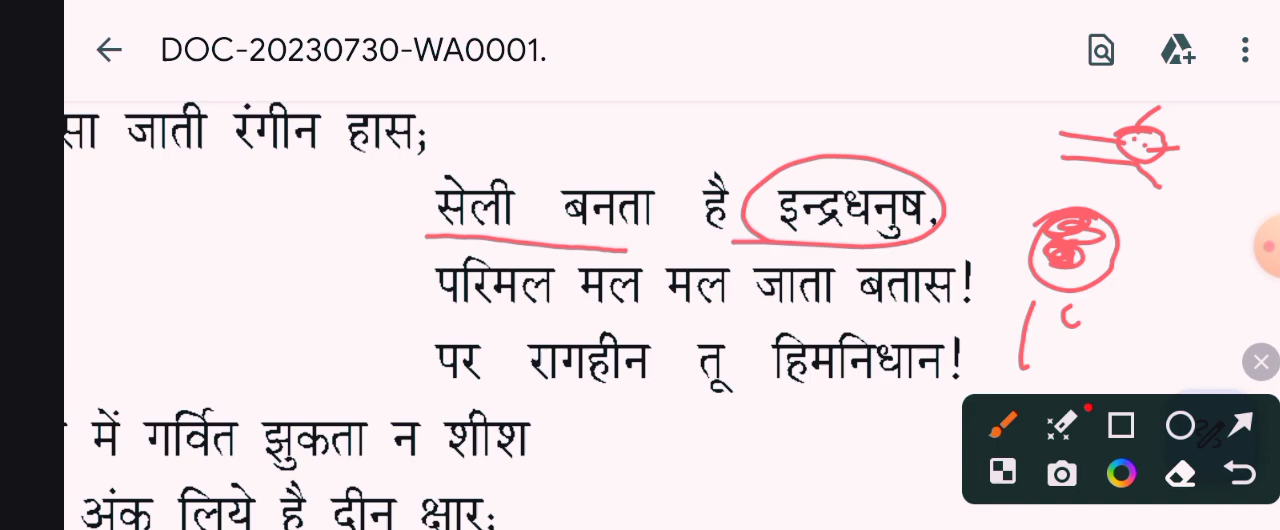 DOC-20230730-WA0001.
सा जाती रंगीन हास;
सेली बनता है इन्द्रधनुष,
परिमल मल मल जाता बतास!
पर रागहीन तू हिमनिधान!
में गर्वित झुकता न शीश
अंक लिये है दीन क्षार;